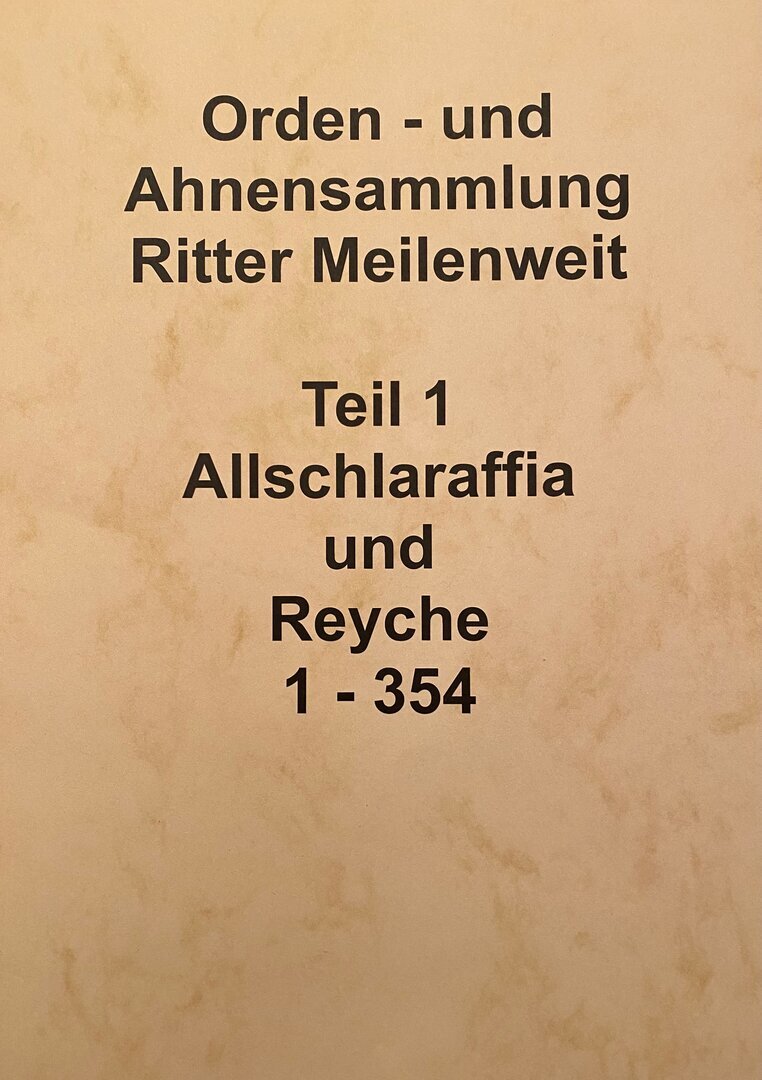 Orden - und
Ahnensammlung
Ritter Meilenweit
Teil 1
Allschlaraffia
und
Reyche
1 - 354